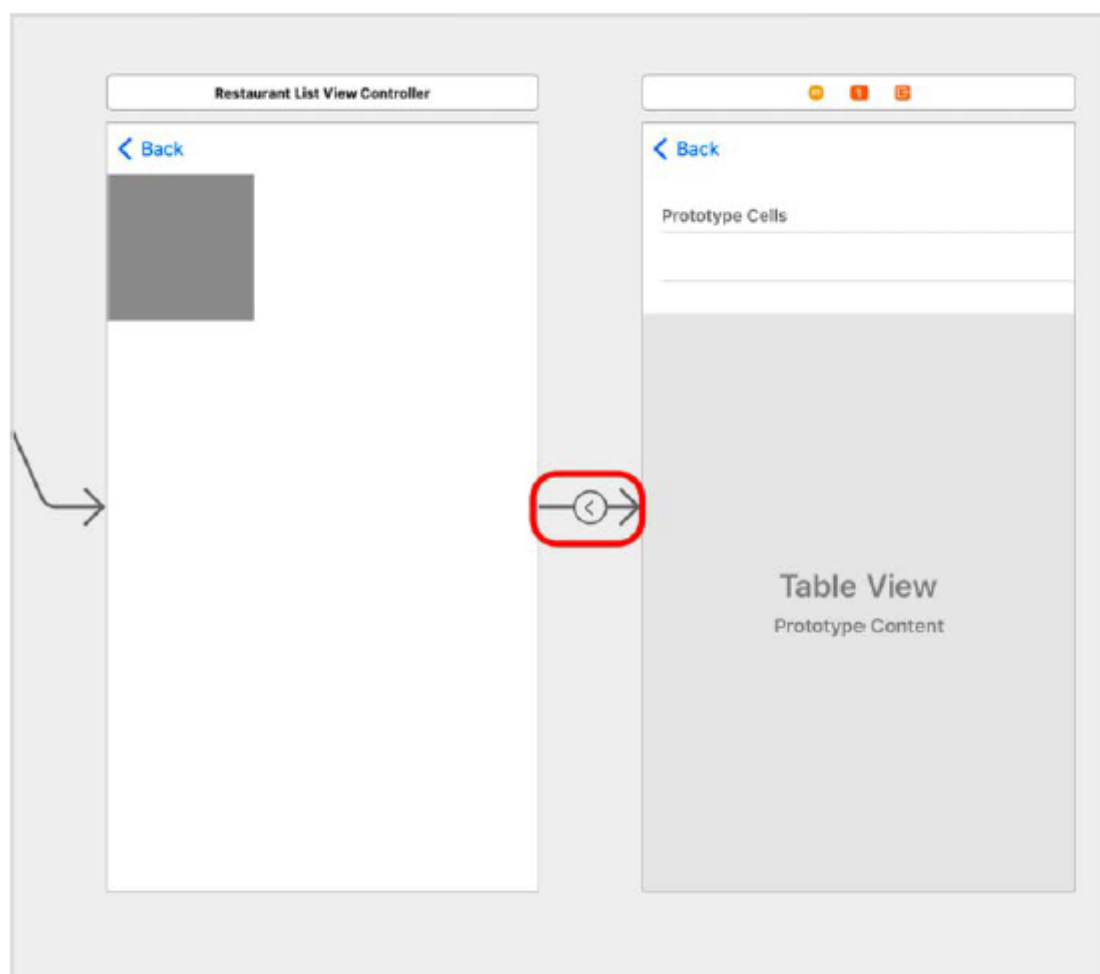 Restaurant List View Controller
Back
Back
Prototype Cells
Table View
Prototype Content